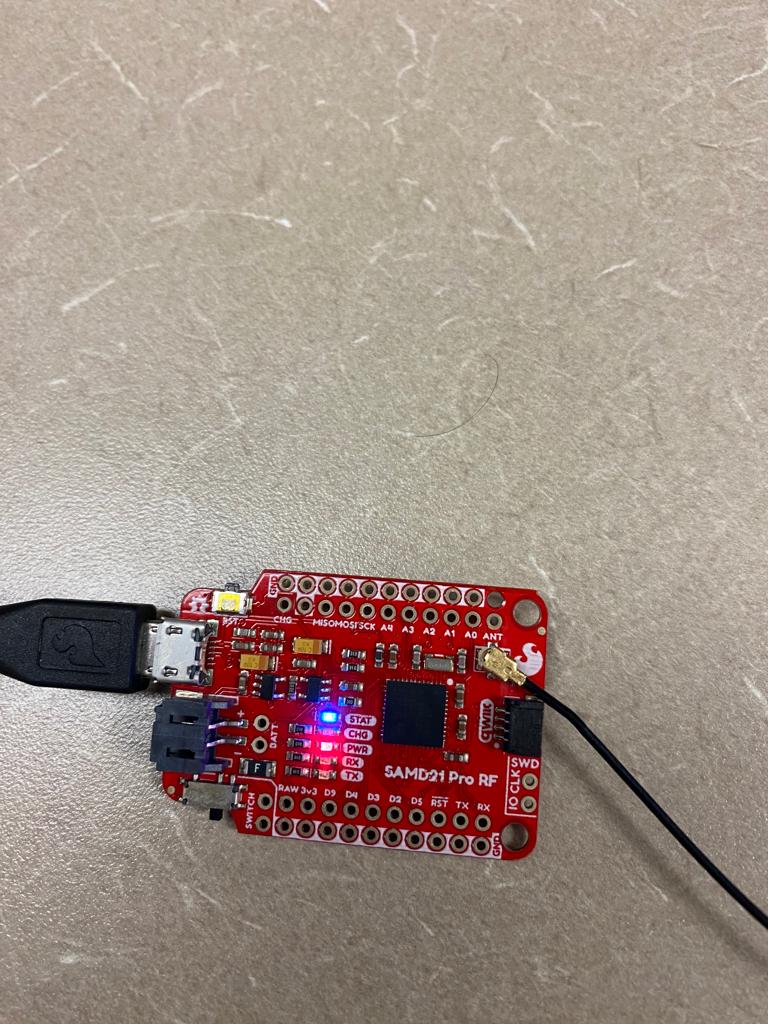 GND
RST
CHG MISO MOSI SCK A4 A3 A2 A1 A0 ANT
+
BATT
-
STAT
CHG
PWR
RX
TX
F
QWIIC
SAMD21 Pro RF
SWD
IO CLK
SWITCH
RAW 3v3 D9 D4 D3 D2 D5 RST TX RX
GND